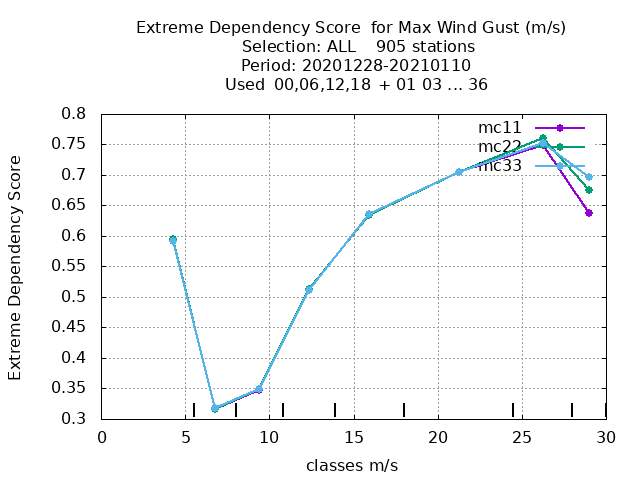 Extreme Dependency Score for Max Wind Gust (m/s)
Selection: ALL 905 stations
Period: 20201228-20210110
Used 00,06,12,18 + 01 03 ... 36
Extreme Dependency Score
0.8
0.75
0.7
0.65
0.6
0.55
0.5
0.45
0.4
0.35
0.3
mc11
mc22
mc33
0 5 10 15 20 25 30
classes m/s